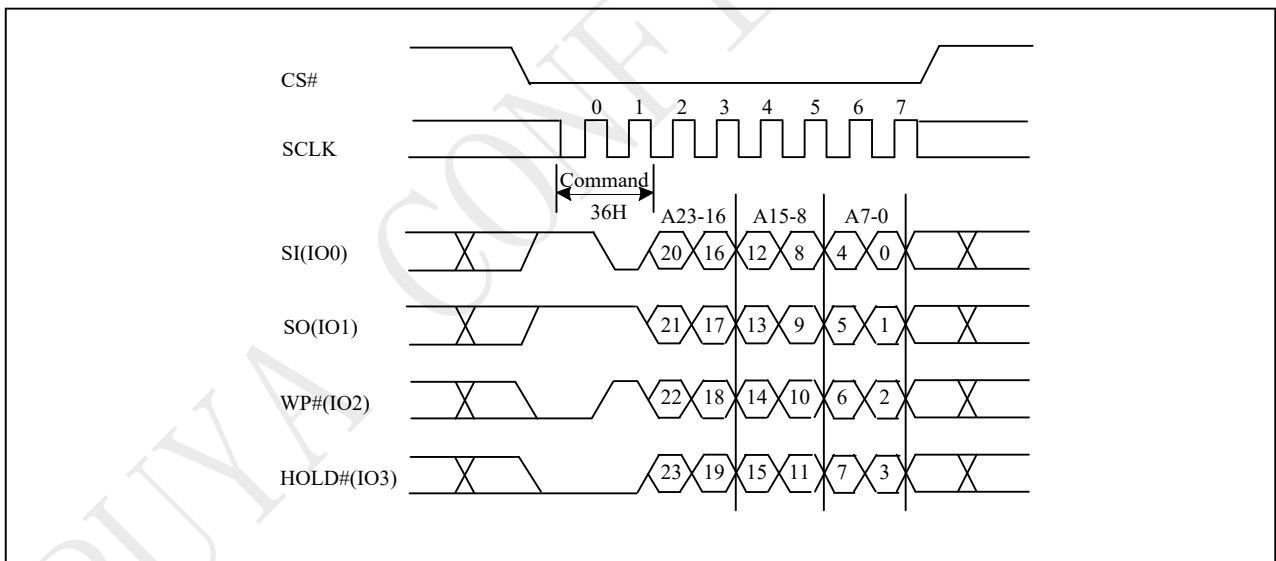 CS#
0 1 2 3 4 5 6 7
SCLK
Command
36H
A23-16 A15-8 A7-0
SI(IO0) 20 16 12 8 4 0
SO(IO1) 21 17 13 9 5 1
WP#(IO2) 22 18 14 10 6 2
HOLD#(IO3) 23 19 15 11 7 3
PUYA